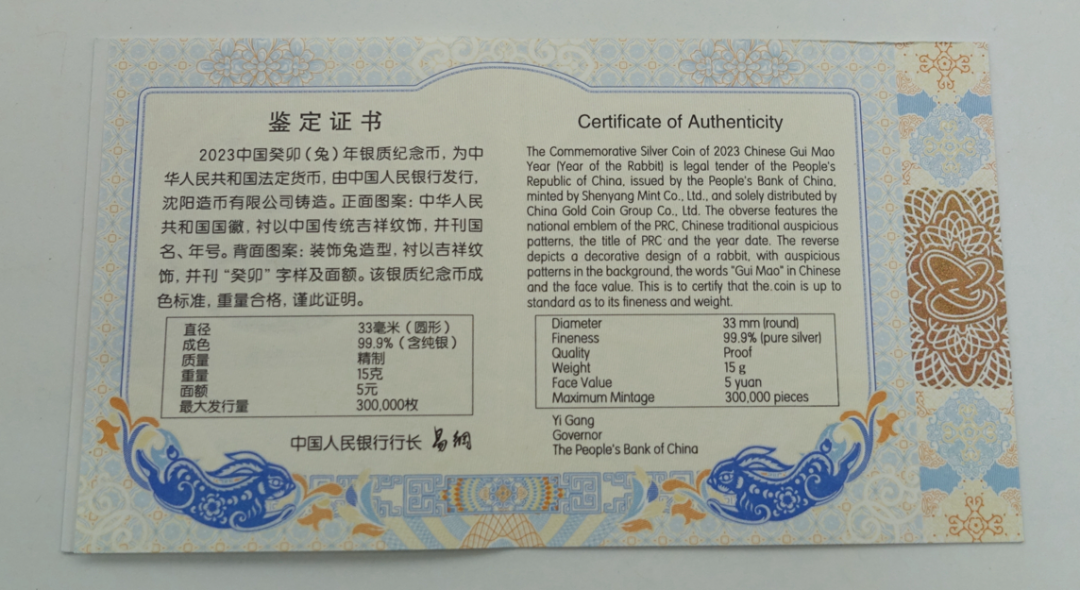 鉴定证书
2023中国癸卯（兔）年银质纪念币，为中
华人民共和国法定货币，由中国人民银行发行，
沈阳造币有限公司铸造。正面图案：中华人民
共和国国徽，衬以中国传统吉祥纹饰，并刊国
名、年号。背面图案：装饰兔造型，衬以吉祥纹
饰，并刊“癸卯”字样及面额。该银质纪念币成
色标准，重量合格，谨此证明。
直径 33毫米（圆形）
成色 99.9%（含纯银）
质量 精制
重量 15克
面额 5元
最大发行量 300,000枚
中国人民银行行长 易纲
Certificate of Authenticity
The Commemorative Silver Coin of 2023 Chinese Gui Mao
Year (Year of the Rabbit) is legal tender of the People's
Republic of China, issued by the People's Bank of China,
minted by Shenyang Mint Co., Ltd., and solely distributed by
China Gold Coin Group Co., Ltd. The obverse features the
national emblem of the PRC, Chinese traditional auspicious
patterns, the title of PRC and the year date. The reverse
depicts a decorative design of a rabbit, with auspicious
patterns in the background, the words "Gui Mao" in Chinese
and the face value. This is to certify that the coin is up to
standard as to its fineness and weight.
Diameter 33 mm (round)
Fineness 99.9% (pure silver)
Quality Proof
Weight 15 g
Face Value 5 yuan
Maximum Mintage 300,000 pieces
Yi Gang
Governor
The People's Bank of China